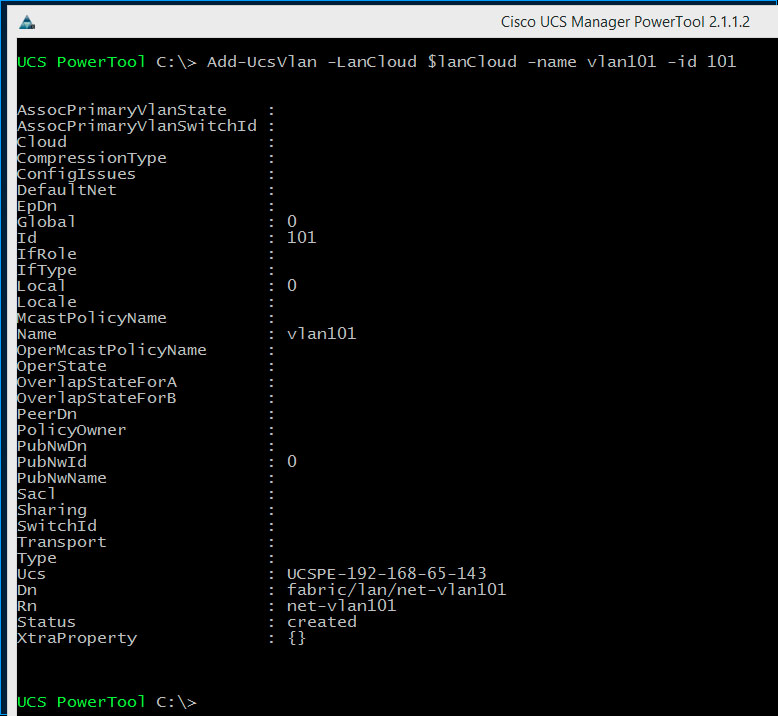 Cisco UCS Manager PowerTool 2.1.1.2
UCS PowerTool C:\> Add-UcsVlan -LanCloud $lanCloud -name vlan101 -id 101
AssocPrimaryVlanState :
AssocPrimaryVlanSwitchId :
Cloud :
CompressionType :
ConfigIssues :
DefaultNet :
EpDn :
Global : 0
Id : 101
IfRole :
IfType :
Local : 0
Locale :
McastPolicyName :
Name : vlan101
OperMcastPolicyName :
OperState :
OverlapStateForA :
OverlapStateForB :
PeerDn :
PolicyOwner :
PubNwDn :
PubNwId : 0
PubNwName :
Sacl :
Sharing :
SwitchId :
Transport :
Type :
Ucs : UCSPE-192-168-65-143
Dn : fabric/lan/net-vlan101
Rn : net-vlan101
Status : created
XtraProperty : {}
UCS PowerTool C:\>